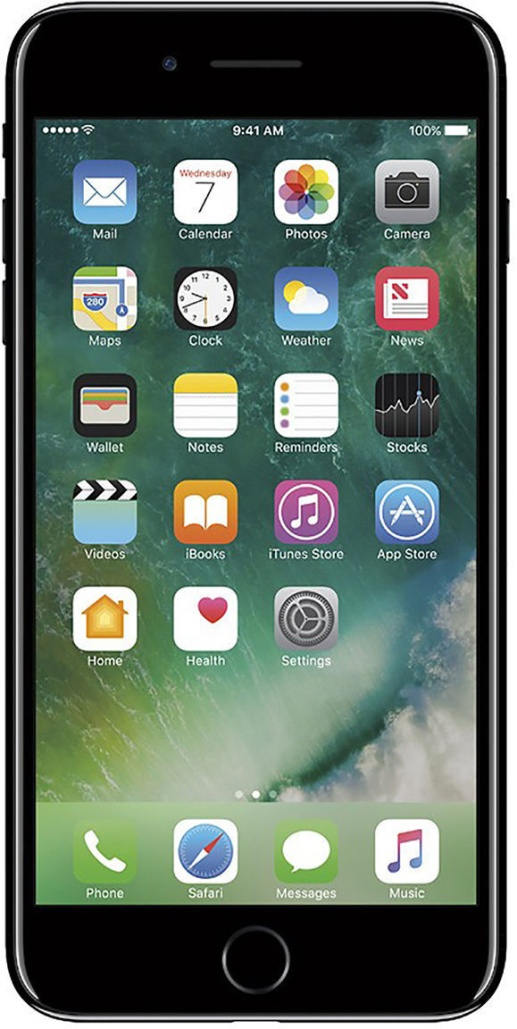 9:41 AM 100%
Wednesday
7
Mail Calendar Photos Camera
280
12
Maps Clock Weather News
Wallet Notes Reminders Stocks
Videos iBooks iTunes Store App Store
Home Health Settings
Phone Safari Messages Music